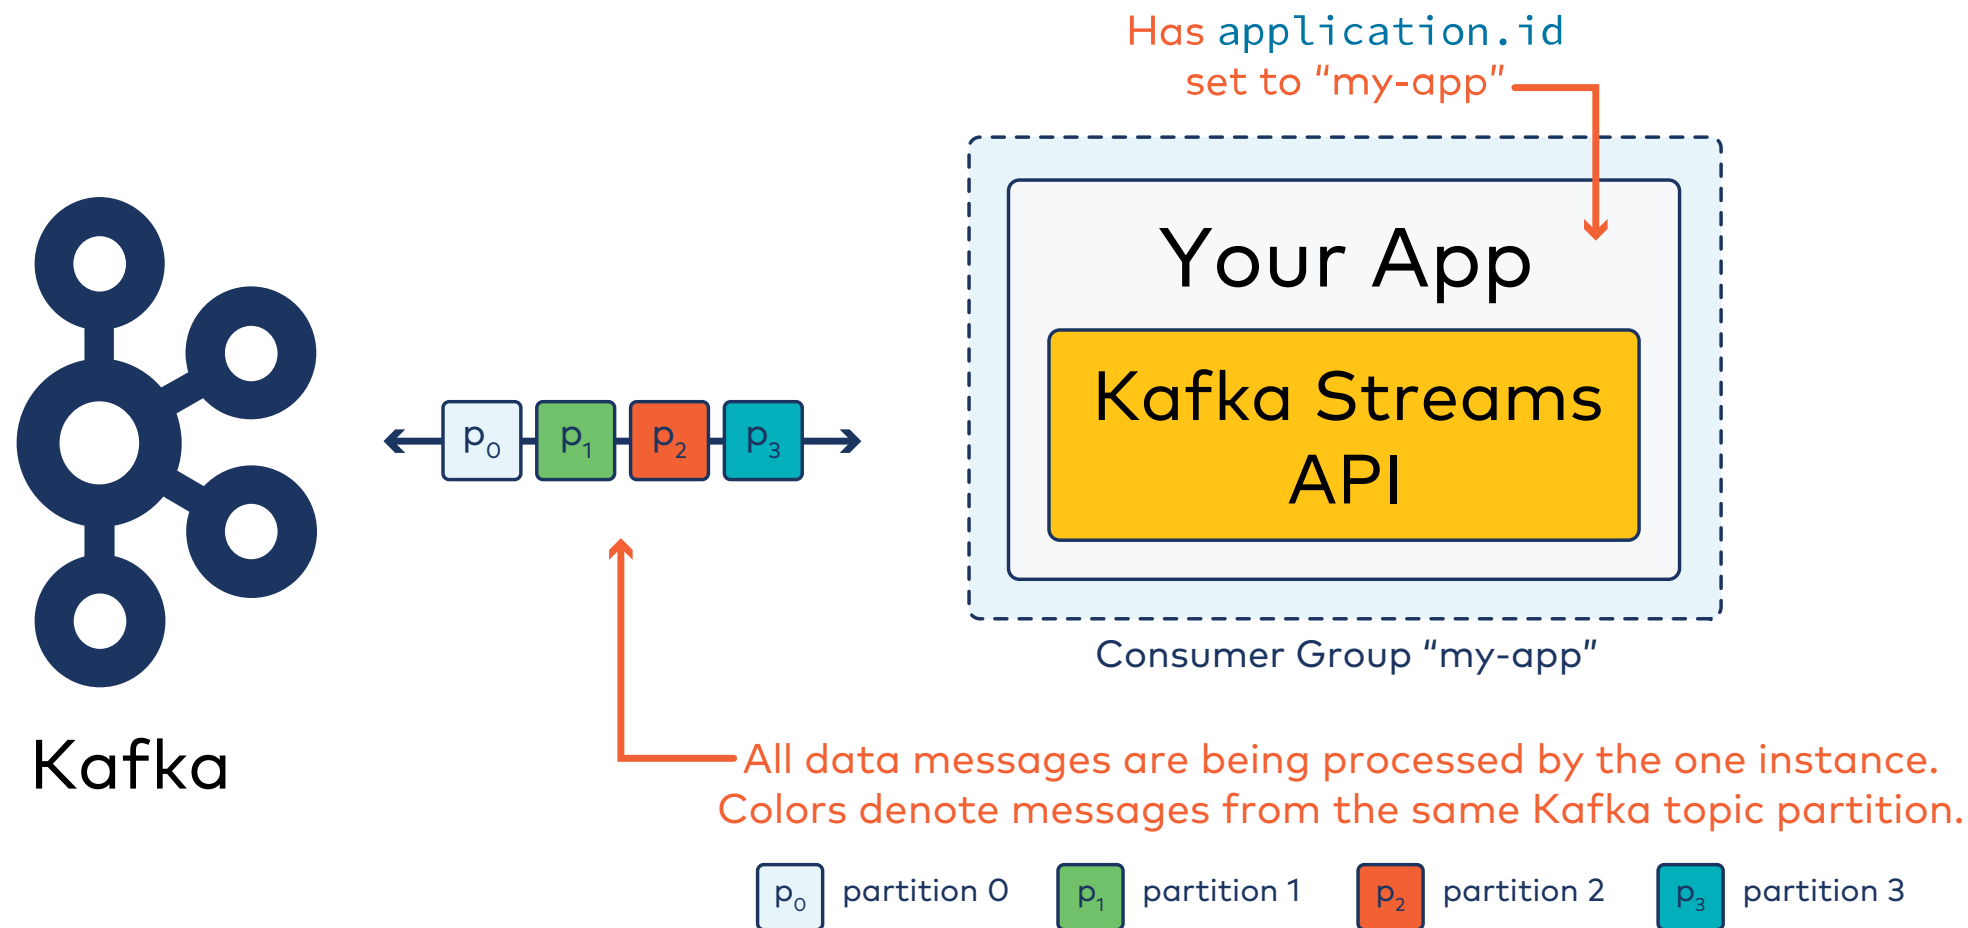 Has application.id
set to “my-app”
Your App
Kafka Streams
API
p0 p1 p2 p3
Consumer Group “my-app”
Kafka
All data messages are being processed by the one instance.
Colors denote messages from the same Kafka topic partition.
p0 partition 0 p1 partition 1 p2 partition 2 p3 partition 3